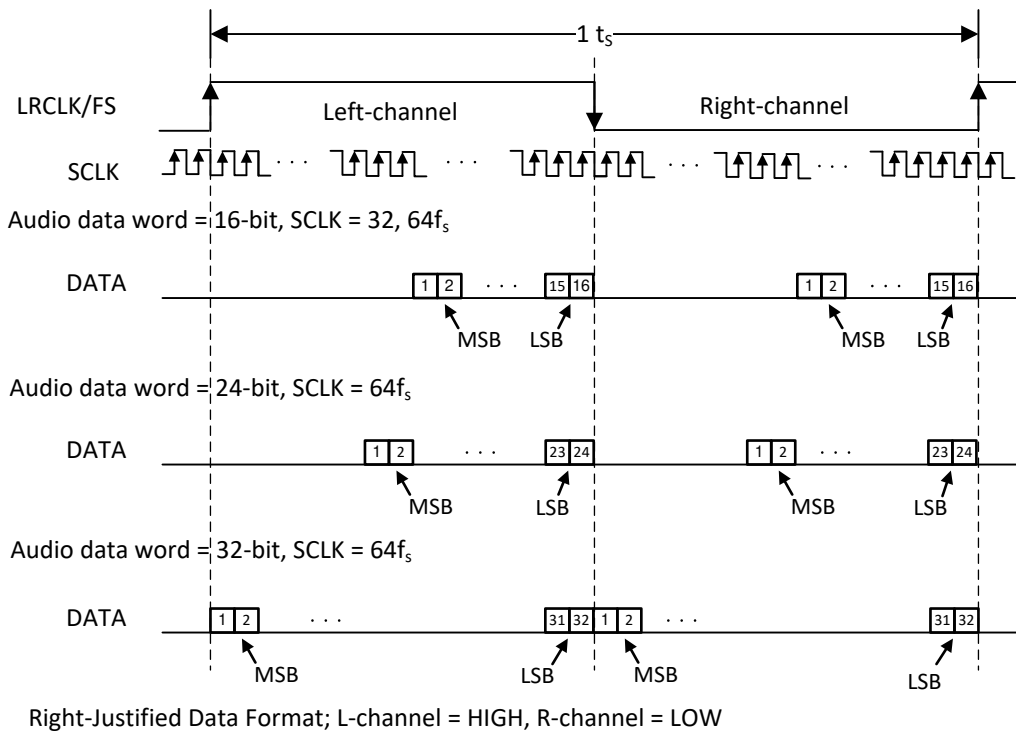 1 tS
LRCLK/FS
Left-channel
Right-channel
SCLK
. . .
. . .
. . .
. . .
Audio data word = 16-bit, SCLK = 32, 64fs
DATA
1 2 . . . 15 16 1 2 . . . 15 16
MSB LSB MSB LSB
Audio data word = 24-bit, SCLK = 64fs
DATA
1 2 . . . 23 24 1 2 . . . 23 24
MSB LSB MSB LSB
Audio data word = 32-bit, SCLK = 64fs
DATA
1 2 . . . 31 32 1 2 . . . 31 32
MSB LSB MSB LSB
Right-Justified Data Format; L-channel = HIGH, R-channel = LOW